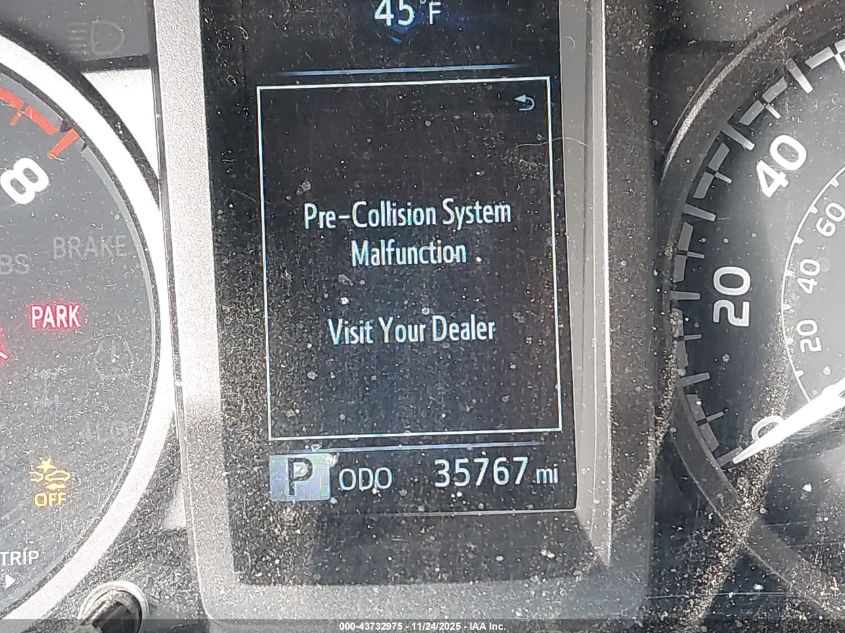 45°F
Pre-Collision System
Malfunction
Visit Your Dealer
P ODO 35767 mi
8
BRAKE
PARK
OFF
TRIP
40
20
0
60
40
20
000-43732975 - 11/24/2025 - IAA Inc.